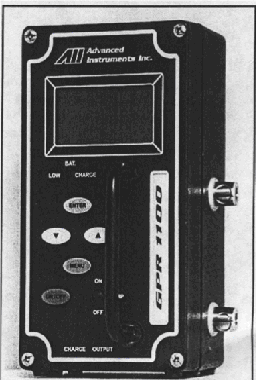 AII Advanced
Instruments Inc.
BAT.
LOW CHARGE
ENTER
MENU
ON
OFF
GPR 1100
CHARGE OUTPUT